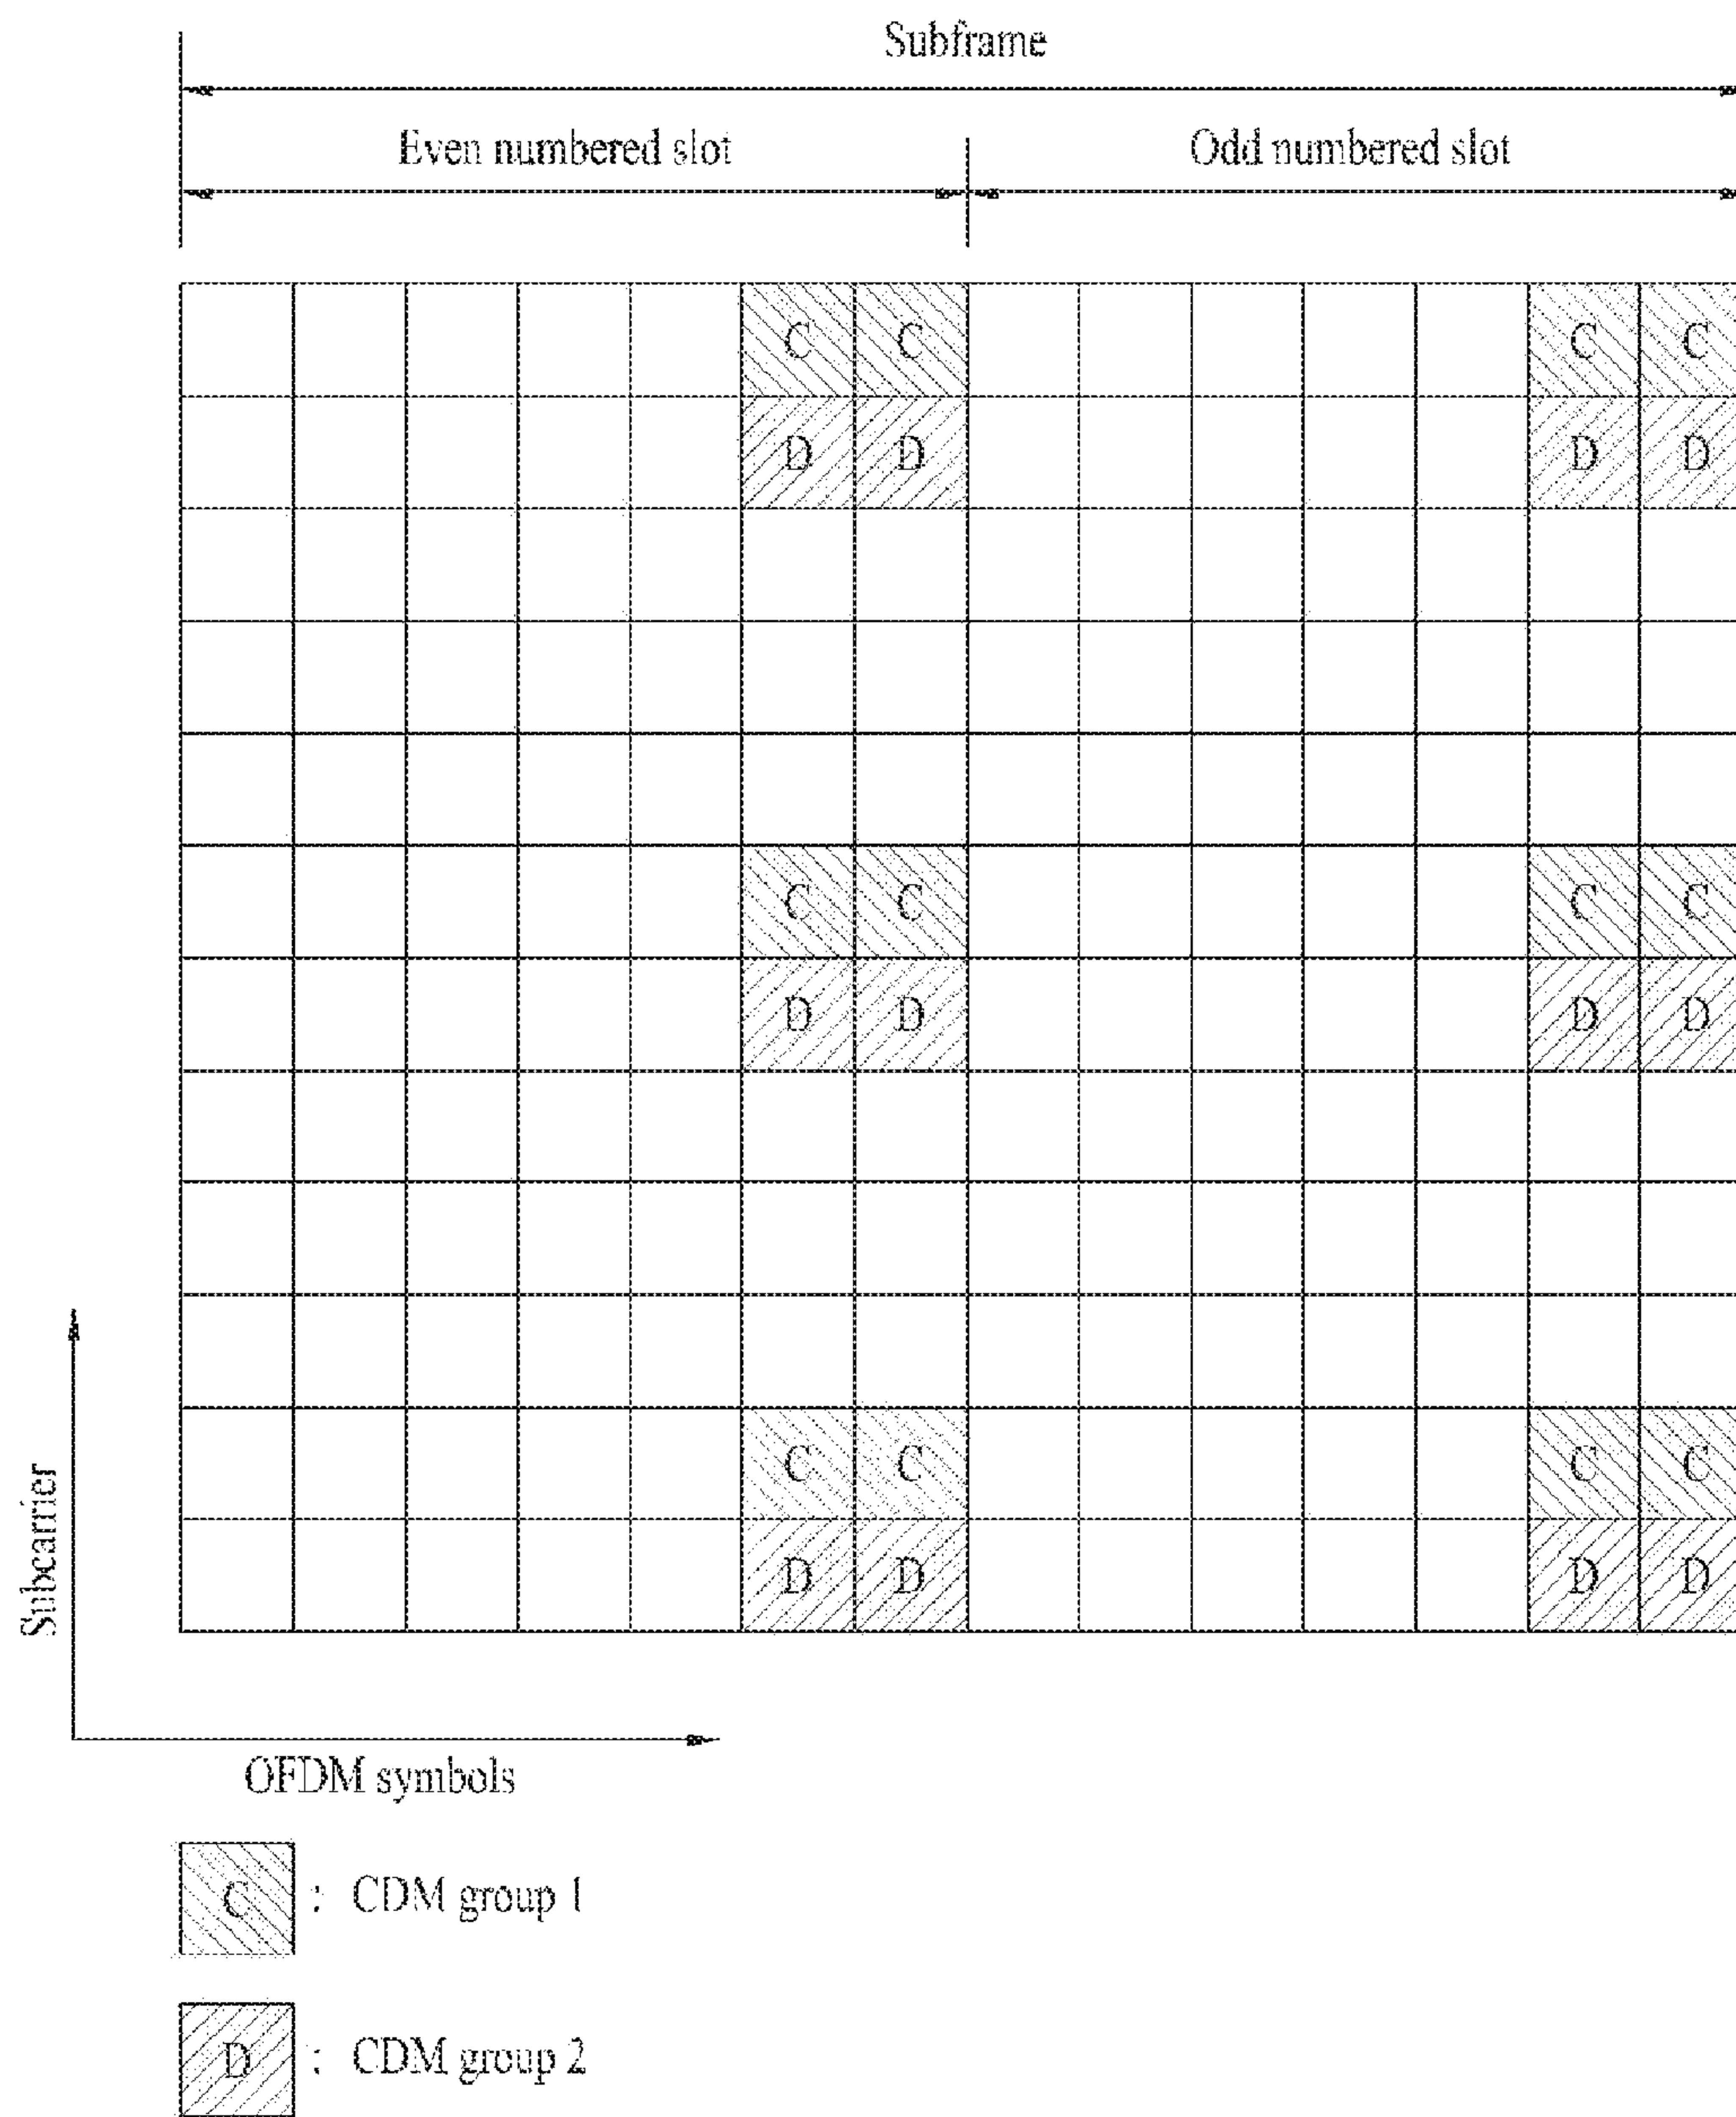 Subframe
Even numbered slot Odd numbered slot
C C C C
D D D D
C C C C
D D D D
C C C C
D D D D
Subcarrier
OFDM symbols
C : CDM group 1
D : CDM group 2